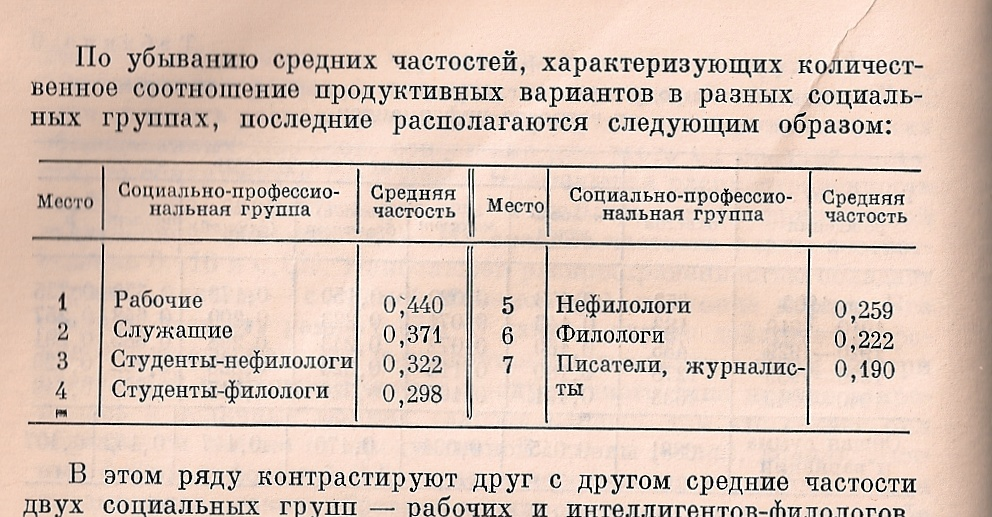 По убыванию средних частостей, характеризующих количест-
венное соотношение продуктивных вариантов в разных социаль-
ных группах, последние располагаются следующим образом:
Место | Социально-профессио-нальная группа | Средняя частость | Место | Социально-профессио-нальная группа | Средняя частость
1 Рабочие 0,440 5 Нефилологи 0,259
2 Служащие 0,371 6 Филологи 0,222
3 Студенты-нефилологи 0,322 7 Писатели, журналис- 0,190
4 Студенты-филологи 0,298 ты
В этом ряду контрастируют друг с другом средние частости
двух социальных групп — рабочих и интеллигентов-филологов,